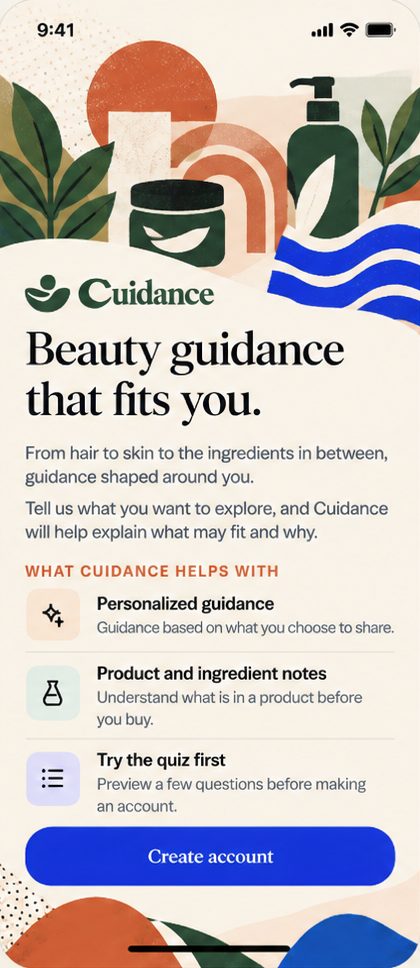 9:41
Cuidance
Beauty guidance
that fits you.
From hair to skin to the ingredients in between,
guidance shaped around you.
Tell us what you want to explore, and Cuidance
will help explain what may fit and why.
WHAT CUIDANCE HELPS WITH
Personalized guidance
Guidance based on what you choose to share.
Product and ingredient notes
Understand what is in a product before
you buy.
Try the quiz first
Preview a few questions before making
an account.
Create account